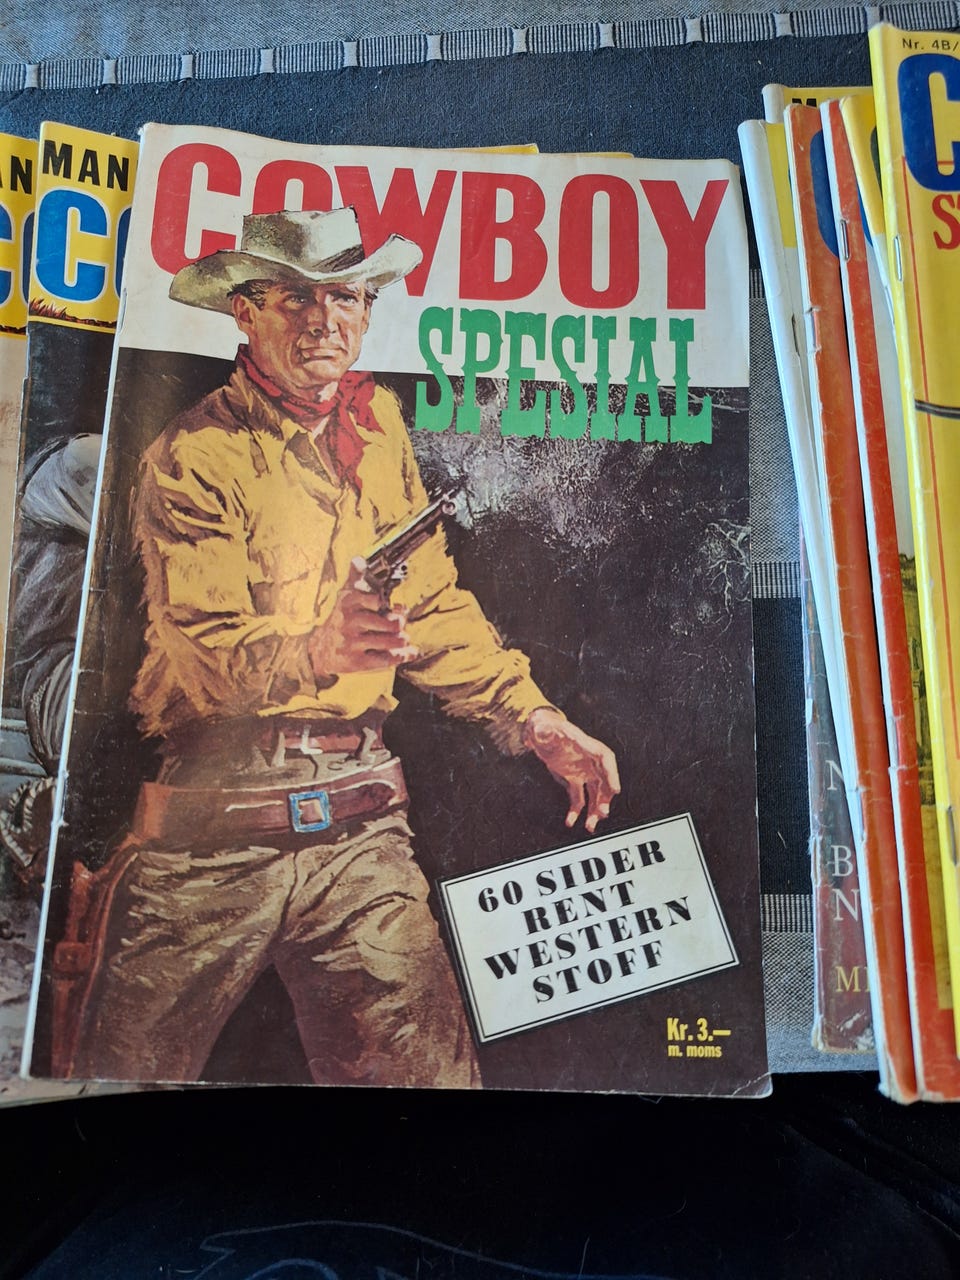 MAN
COWBOY
SPESIAL
60 SIDER
RENT
WESTERN
STOFF
Kr. 3.—
m. moms
Nr. 4B/